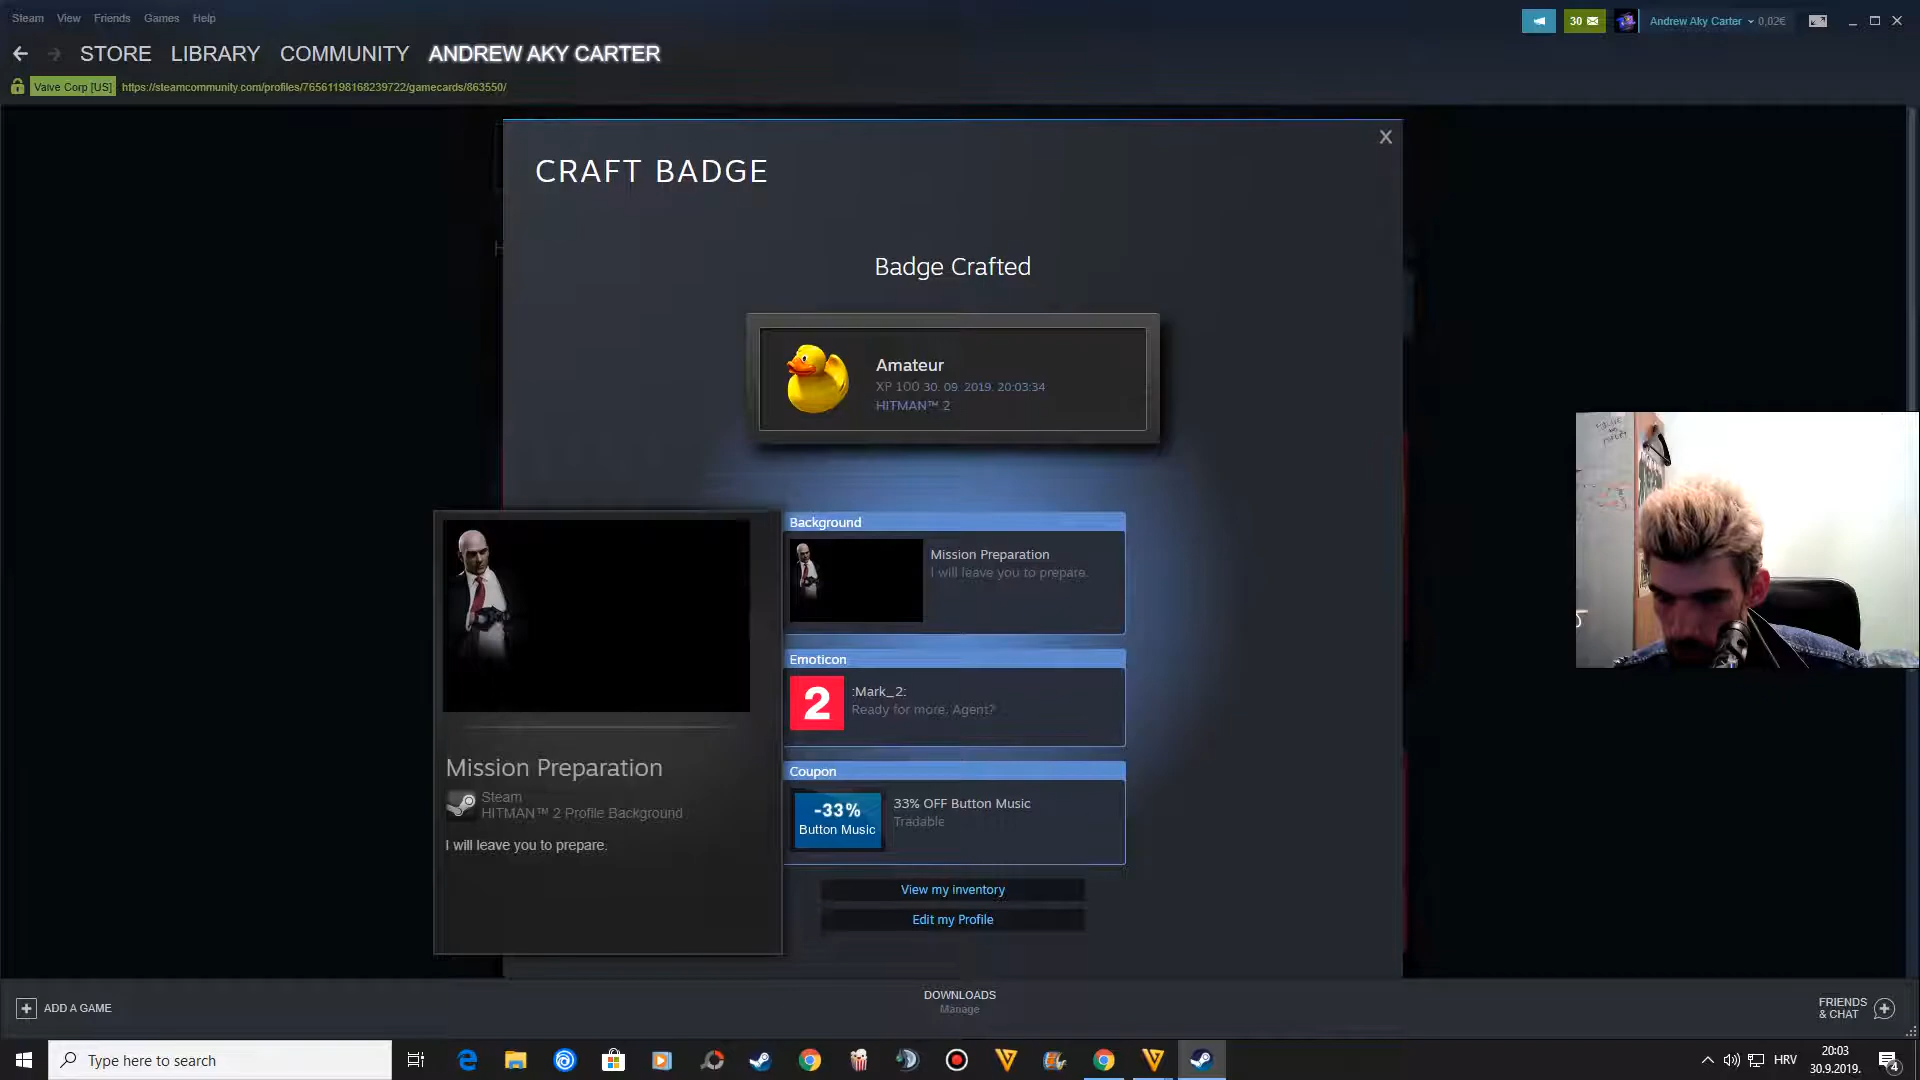 Steam View Friends Games Help
30
Andrew Aky Carter 0,02€
STORE LIBRARY COMMUNITY ANDREW AKY CARTER
Valve Corp [US] https://steamcommunity.com/profiles/76561198168239722/gamecards/863550/
X
CRAFT BADGE
Badge Crafted
Amateur
XP 100 30. 09. 2019. 20:03:34
HITMAN™ 2
Background
Mission Preparation
I will leave you to prepare.
Emoticon
2
:Mark_2:
Ready for more, Agent?
Coupon
-33%
Button Music
33% OFF Button Music
Tradable
Mission Preparation
Steam
HITMAN™ 2 Profile Background
I will leave you to prepare.
View my inventory
Edit my Profile
ADD A GAME
DOWNLOADS
Manage
FRIENDS
& CHAT
Type here to search
HRV
20:03
30.9.2019.
4